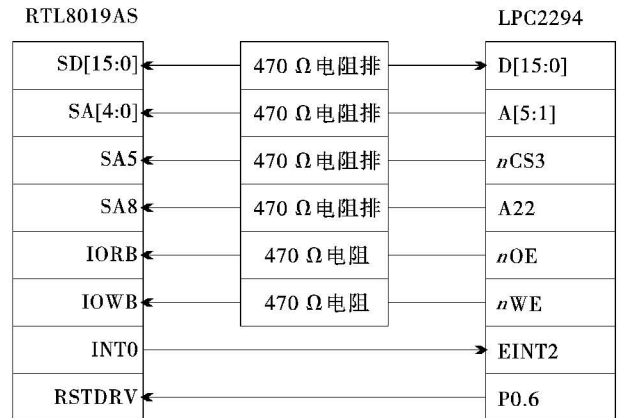 RTL8019AS LPC2294
SD[15:0] 470 Ω电阻排 D[15:0]
SA[4:0] 470 Ω电阻排 A[5:1]
SA5 470 Ω电阻排 nCS3
SA8 470 Ω电阻排 A22
IORB 470 Ω电阻 nOE
IOWB 470 Ω电阻 nWE
INT0 EINT2
RSTDRV P0.6